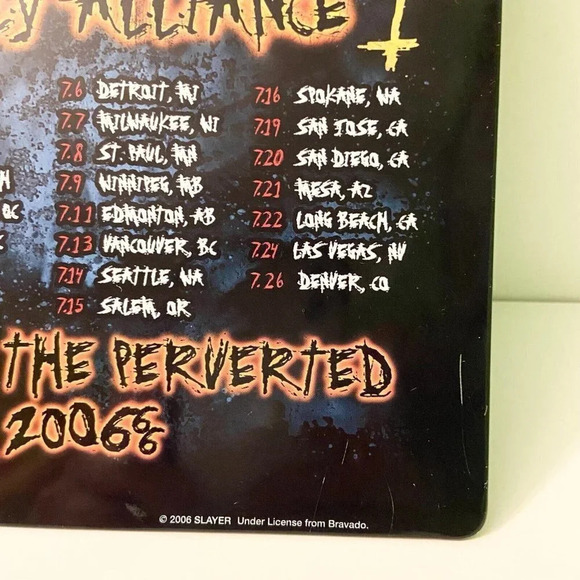 ALLIANCE
7.6 DETROIT, MI
7.7 MILWAUKEE, WI
7.8 ST. PAUL, MN
7.9 WINNIPEG, MB
7.11 EDMONTON, AB
7.13 VANCOUVER, BC
7.14 SEATTLE, WA
7.15 SALEM, OR
7.16 SPOKANE, WA
7.19 SAN JOSE, CA
7.20 SAN DIEGO, CA
7.21 MESA, AZ
7.22 LONG BEACH, CA
7.24 LAS VEGAS, NV
7.26 DENVER, CO
THE PERVERTED
200666
© 2006 SLAYER Under License from Bravado.